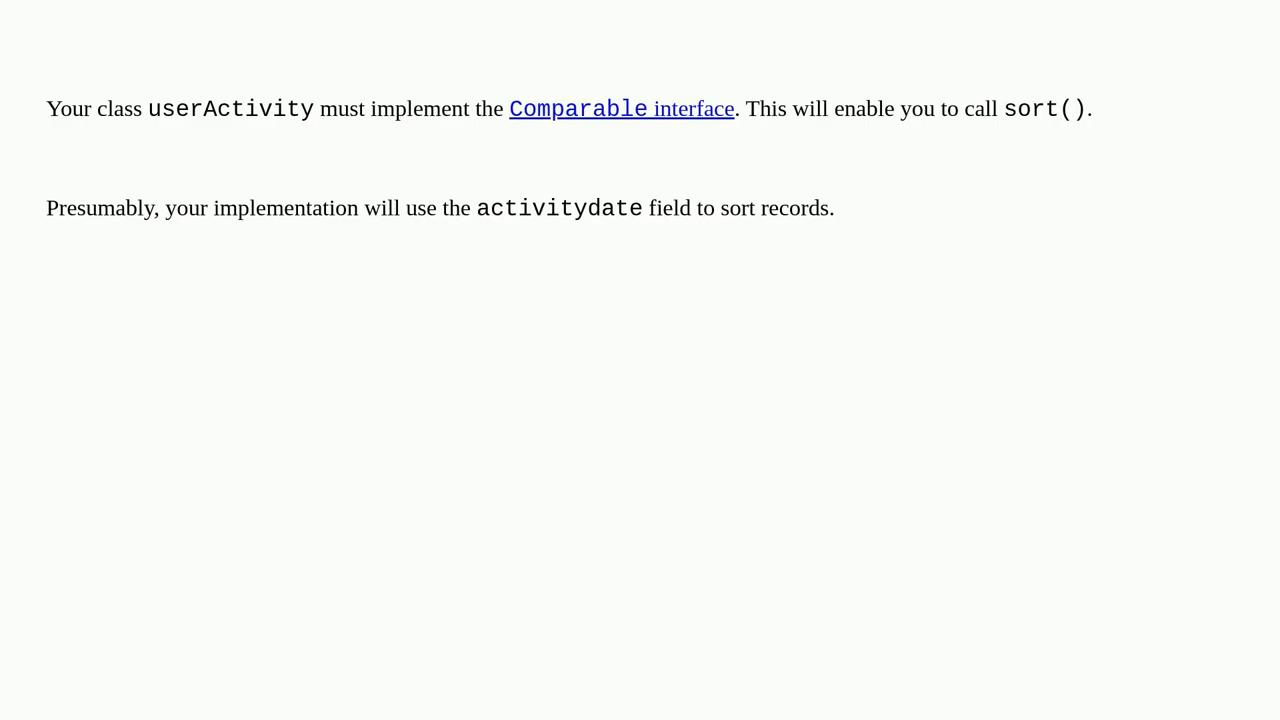 Your class userActivity must implement the Comparable interface. This will enable you to call sort().
Presumably, your implementation will use the activitydate field to sort records.